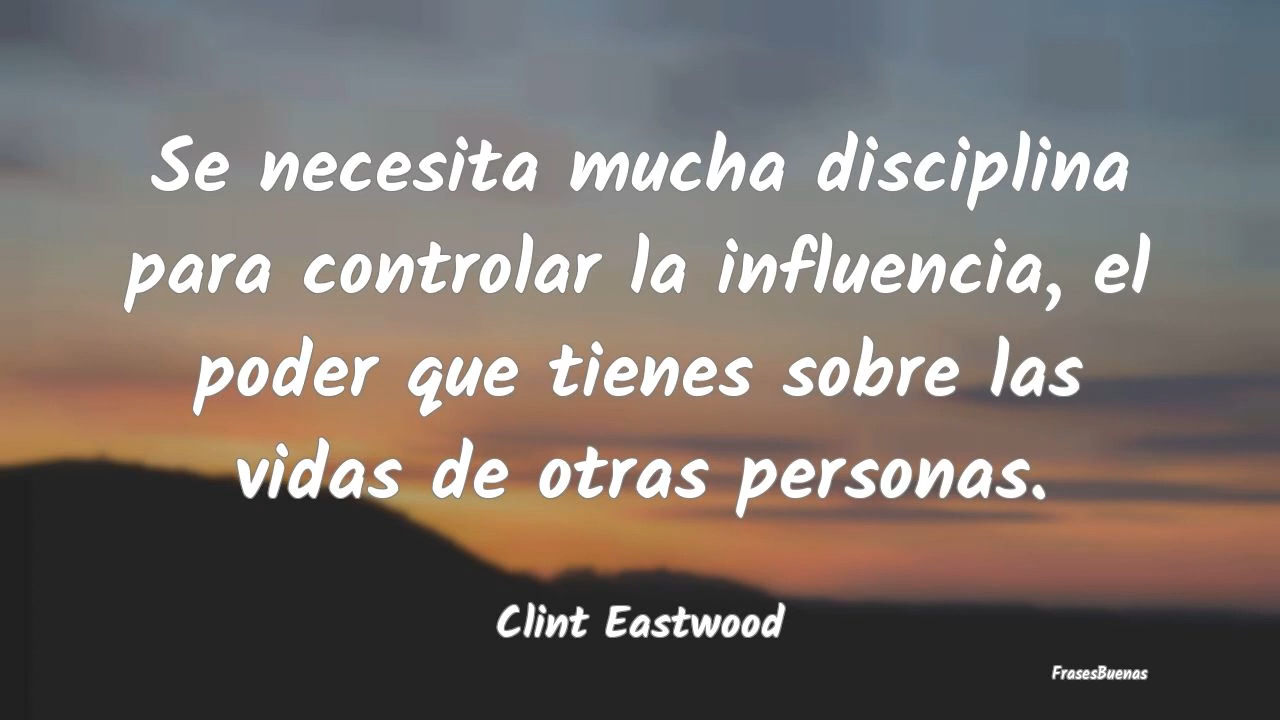 Se necesita mucha disciplina
para controlar la influencia, el
poder que tienes sobre las
vidas de otras personas.
Clint Eastwood
FrasesBuenas